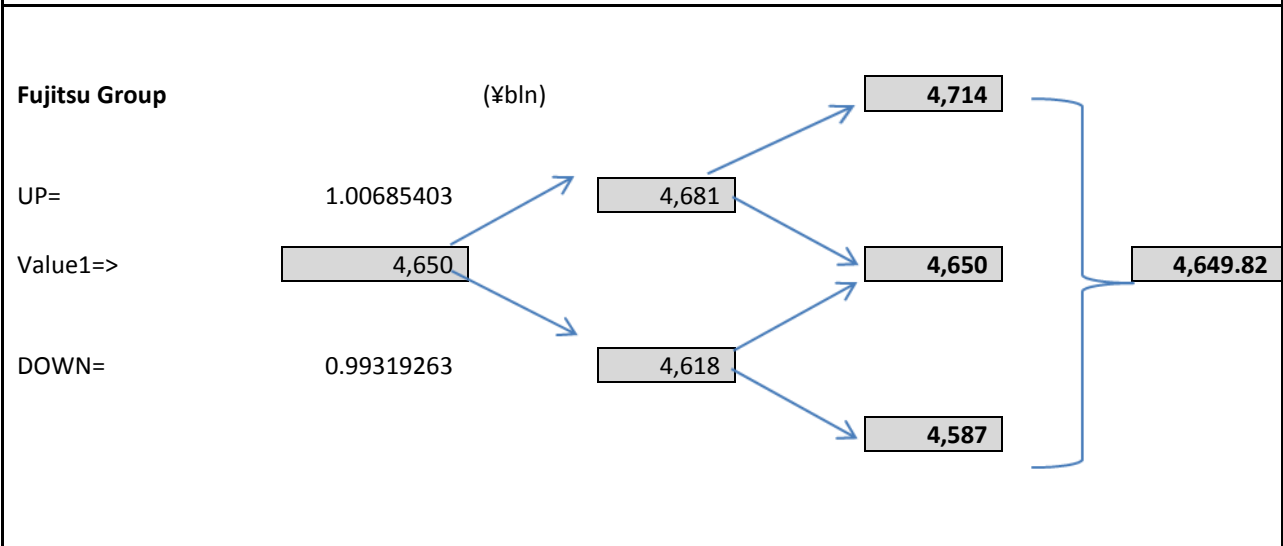 Fujitsu Group (¥bln) 4,714
UP= 1.00685403 4,681
Value1=> 4,650 4,650 4,649.82
DOWN= 0.99319263 4,618
4,587